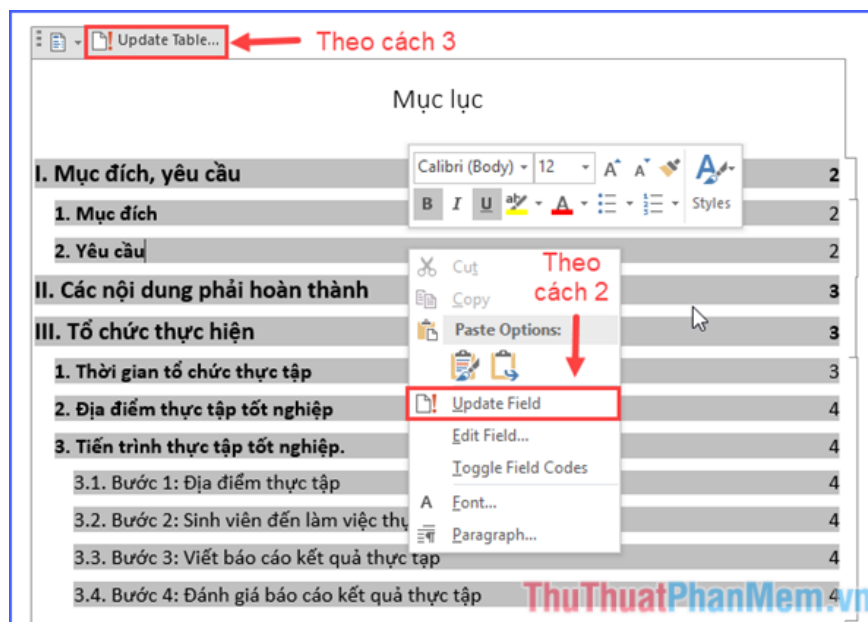 Update Table...
Theo cách 3
Mục lục
Calibri (Body) 12
B I U aby A Styles
I. Mục đích, yêu cầu 2
1. Mục đích 2
2. Yêu cầu 2
II. Các nội dung phải hoàn thành 3
III. Tổ chức thực hiện 3
1. Thời gian tổ chức thực tập 3
2. Địa điểm thực tập tốt nghiệp 4
3. Tiến trình thực tập tốt nghiệp. 4
3.1. Bước 1: Địa điểm thực tập 4
3.2. Bước 2: Sinh viên đến làm việc 4
3.3. Bước 3: Viết báo cáo kết quả thực tập 4
3.4. Bước 4: Đánh giá báo cáo kết quả thực tập 4
Cut
Copy
Theo
cách 2
Paste Options:
Update Field
Edit Field...
Toggle Field Codes
A Font...
Paragraph...
ThuThuatPhanMem.vn